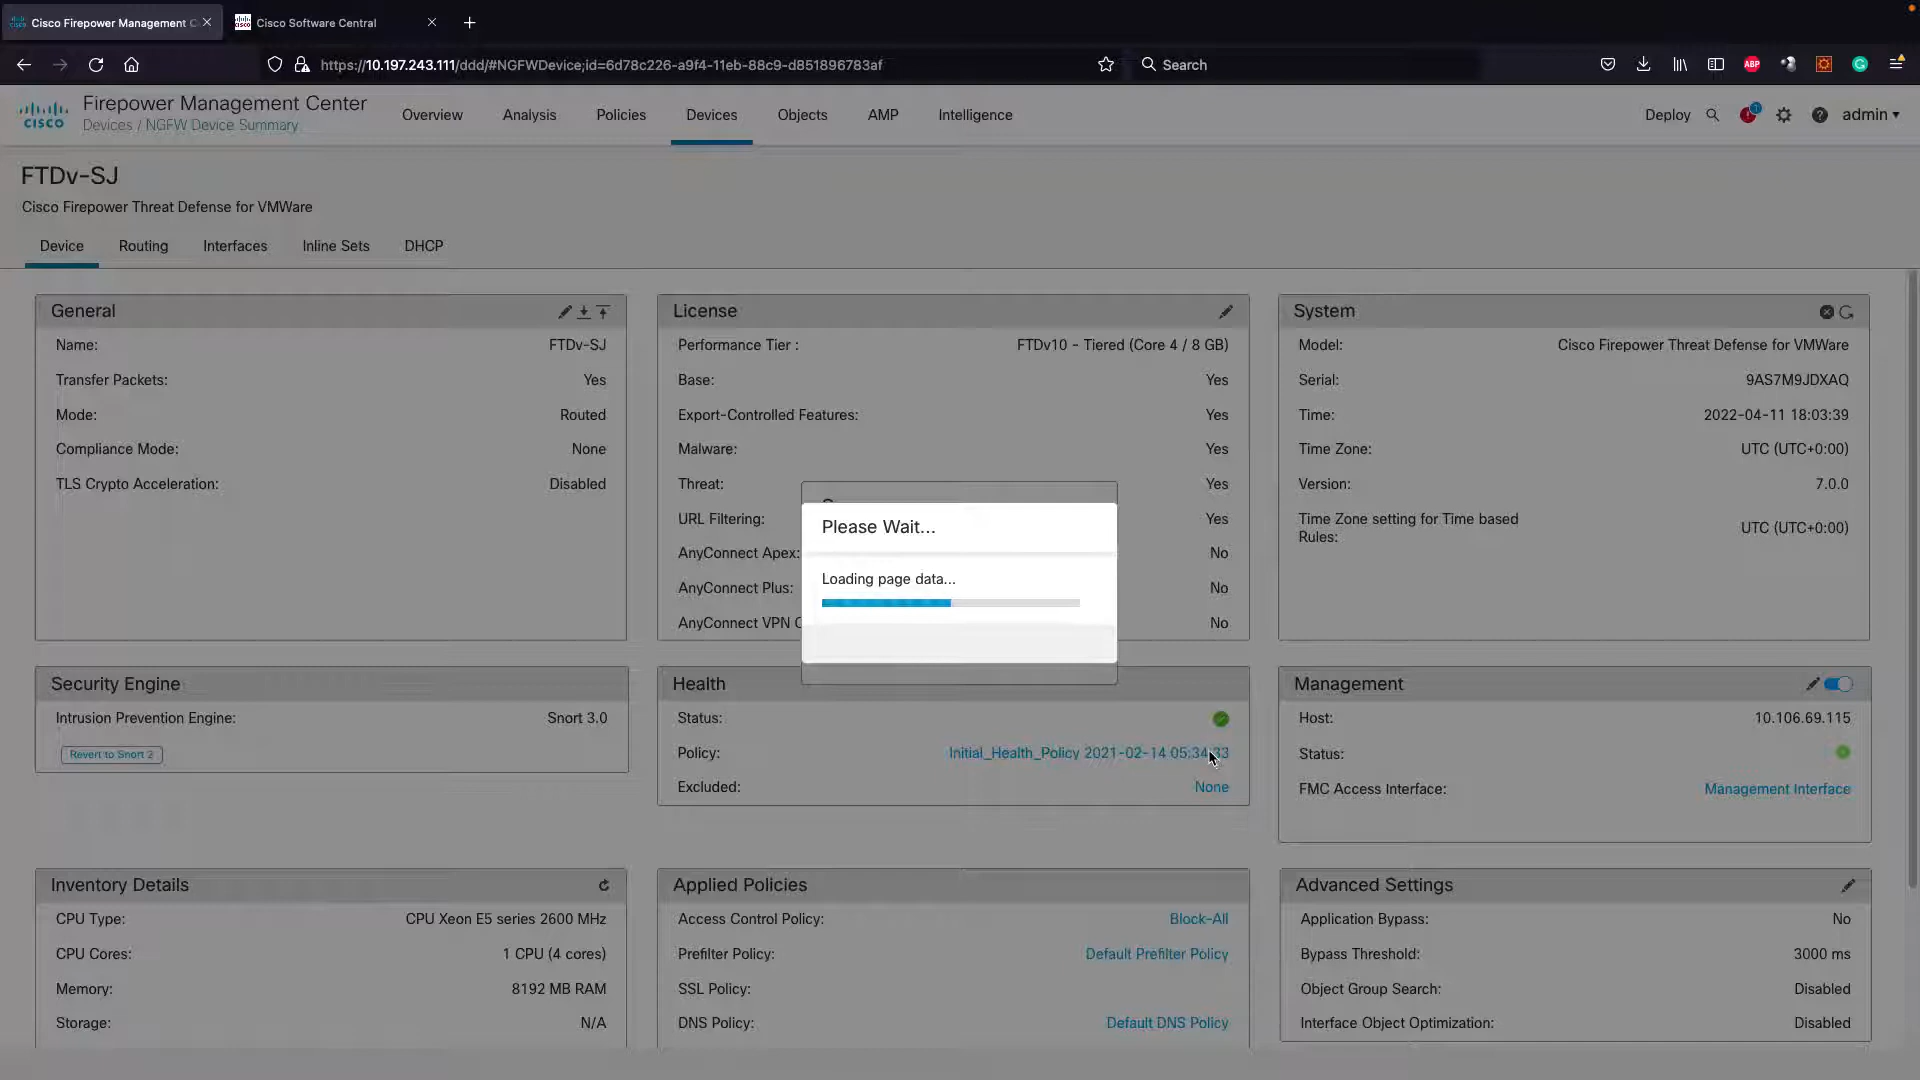 Cisco Firepower Management C
Cisco Software Central
https://10.197.243.111/ddd/#NGFWDevice;id=6d78c226-a9f4-11eb-88c9-d851896783af
Search
ABP
CISCO
Firepower Management Center
Devices / NGFW Device Summary
Overview
Analysis
Policies
Devices
Objects
AMP
Intelligence
Deploy
1
admin
FTDv-SJ
Cisco Firepower Threat Defense for VMWare
Device
Routing
Interfaces
Inline Sets
DHCP
General
Name: FTDv-SJ
Transfer Packets: Yes
Mode: Routed
Compliance Mode: None
TLS Crypto Acceleration: Disabled
License
Performance Tier : FTDv10 - Tiered (Core 4 / 8 GB)
Base: Yes
Export-Controlled Features: Yes
Malware: Yes
Threat: Yes
URL Filtering: Yes
AnyConnect Apex: No
AnyConnect Plus: No
AnyConnect VPN No
System
Model: Cisco Firepower Threat Defense for VMWare
Serial: 9AS7M9JDXAQ
Time: 2022-04-11 18:03:39
Time Zone: UTC (UTC+0:00)
Version: 7.0.0
Time Zone setting for Time based
Rules: UTC (UTC+0:00)
Please Wait...
Loading page data...
Security Engine
Intrusion Prevention Engine: Snort 3.0
Revert to Snort 2
Health
Status:
Policy: Initial_Health_Policy 2021-02-14 05:34:33
Excluded: None
Management
Host: 10.106.69.115
Status:
FMC Access Interface: Management Interface
Inventory Details
CPU Type: CPU Xeon E5 series 2600 MHz
CPU Cores: 1 CPU (4 cores)
Memory: 8192 MB RAM
Storage: N/A
Applied Policies
Access Control Policy: Block-All
Prefilter Policy: Default Prefilter Policy
SSL Policy:
DNS Policy: Default DNS Policy
Advanced Settings
Application Bypass: No
Bypass Threshold: 3000 ms
Object Group Search: Disabled
Interface Object Optimization: Disabled